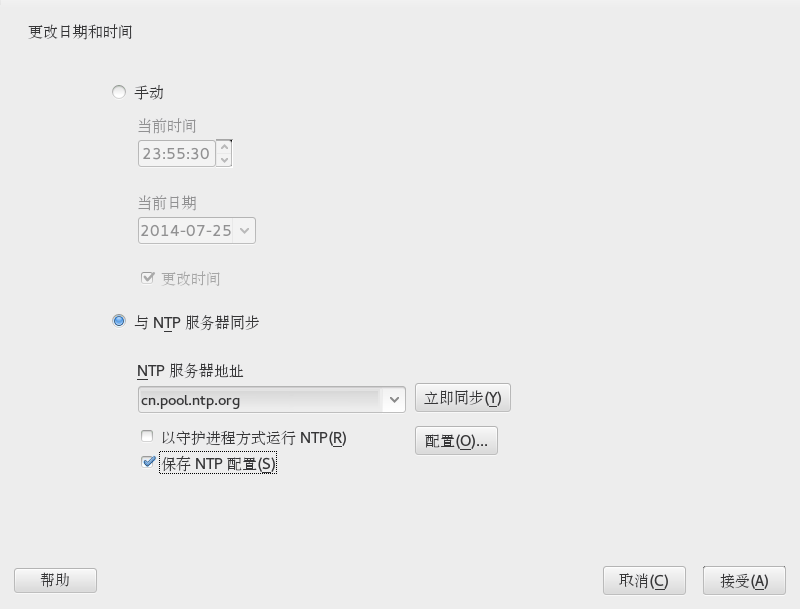 更改日期和时间
手动
当前时间
23:55:30
当前日期
2014-07-25
更改时间
与 NTP 服务器同步
NTP 服务器地址
cn.pool.ntp.org 立即同步(Y)
以守护进程方式运行 NTP(R) 配置(O)...
保存 NTP 配置(S)
帮助 取消(C) 接受(A)